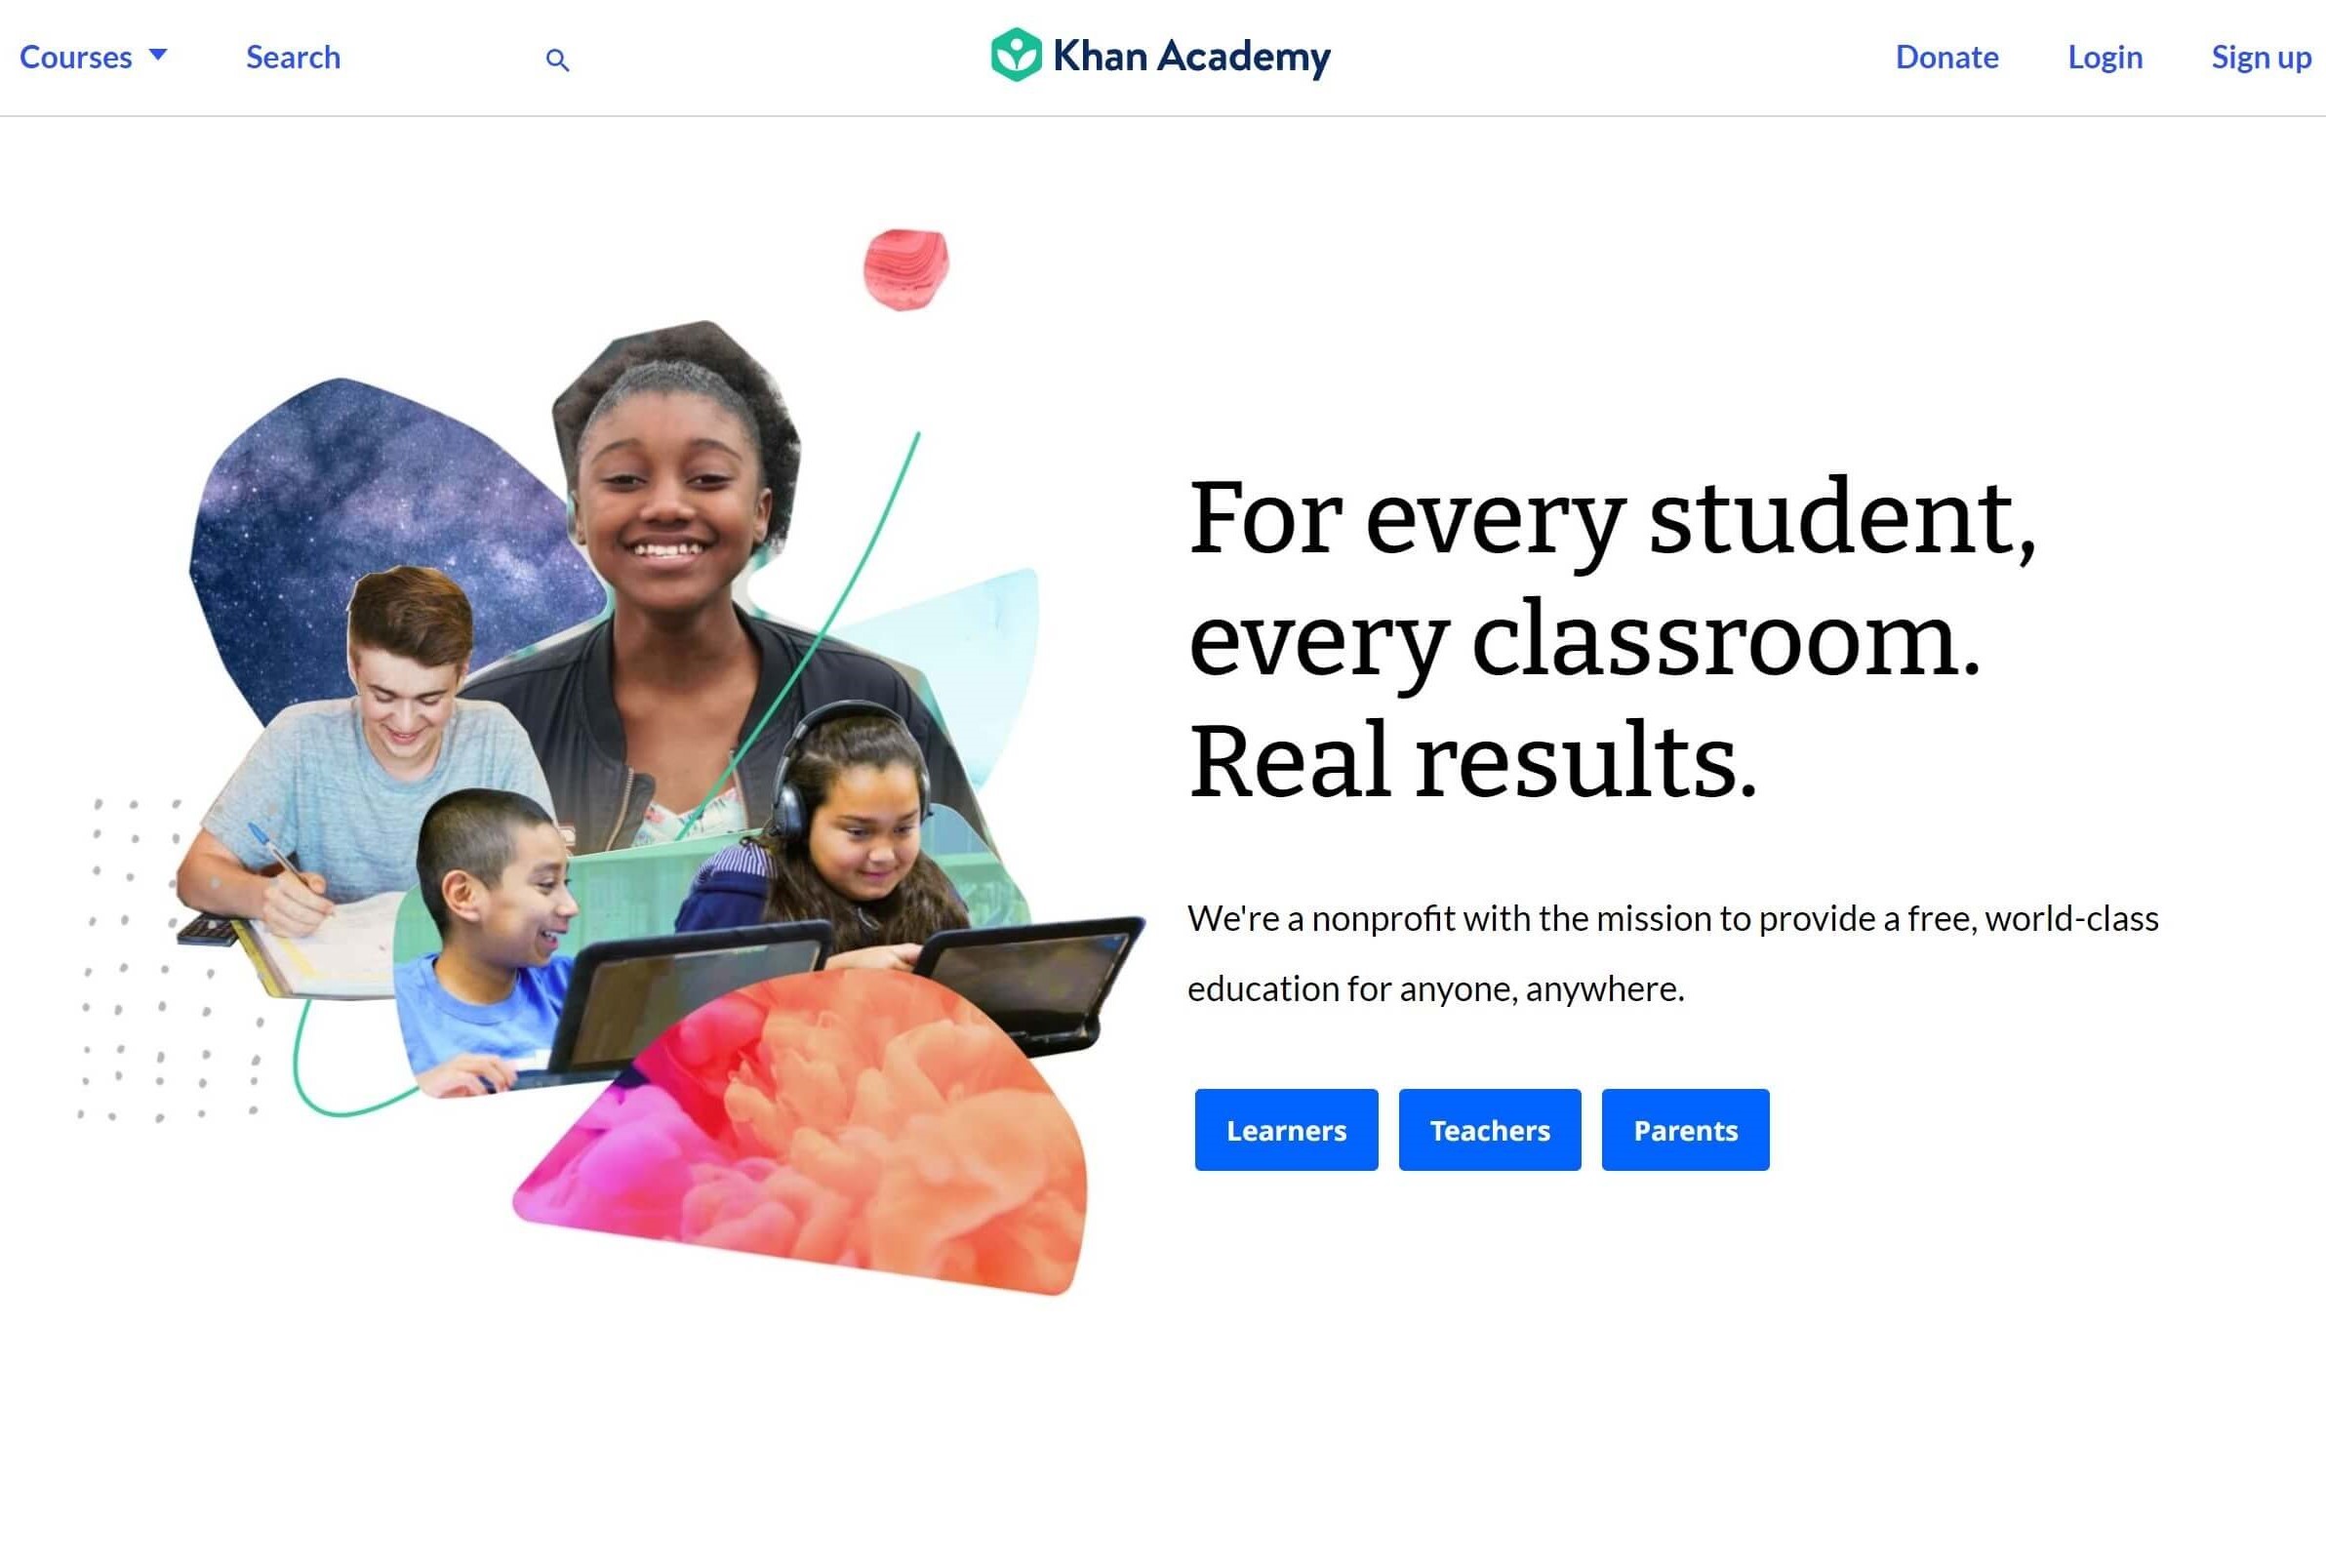 Courses
Search
Khan Academy
Donate
Login
Sign up
For every student,
every classroom.
Real results.
We're a nonprofit with the mission to provide a free, world-class
education for anyone, anywhere.
Learners
Teachers
Parents